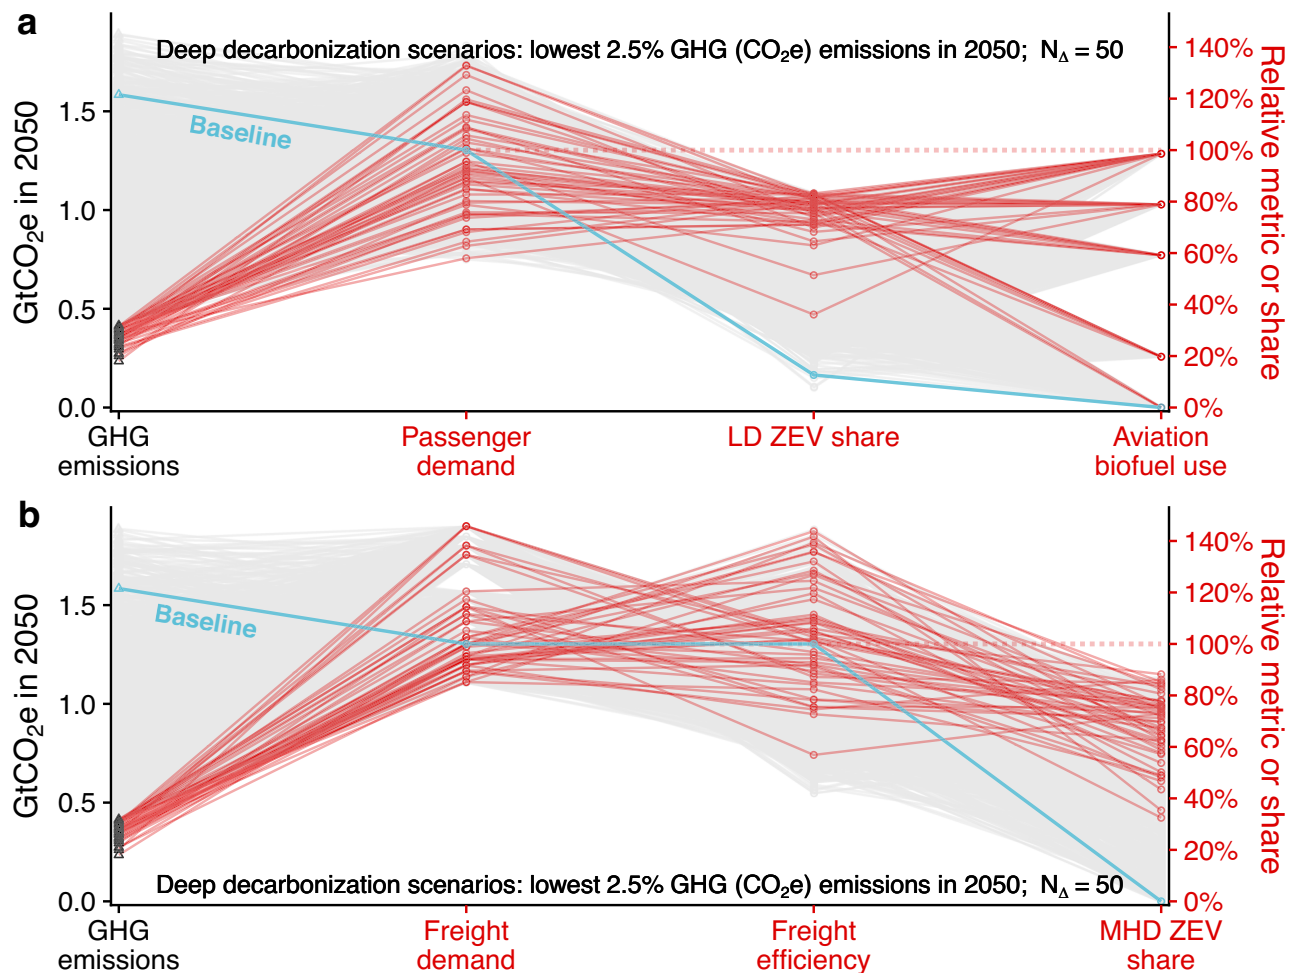 a
Deep decarbonization scenarios: lowest 2.5% GHG (CO₂e) emissions in 2050; N△ = 50
GtCO₂e in 2050
1.5
1.0
0.5
0.0
Baseline
140%
120%
100%
80%
60%
40%
20%
0%
Relative metric or share
GHG
emissions
Passenger
demand
LD ZEV share
Aviation
biofuel use
b
GtCO₂e in 2050
1.5
1.0
0.5
0.0
Baseline
140%
120%
100%
80%
60%
40%
20%
0%
Relative metric or share
Deep decarbonization scenarios: lowest 2.5% GHG (CO₂e) emissions in 2050; N△ = 50
GHG
emissions
Freight
demand
Freight
efficiency
MHD ZEV
share